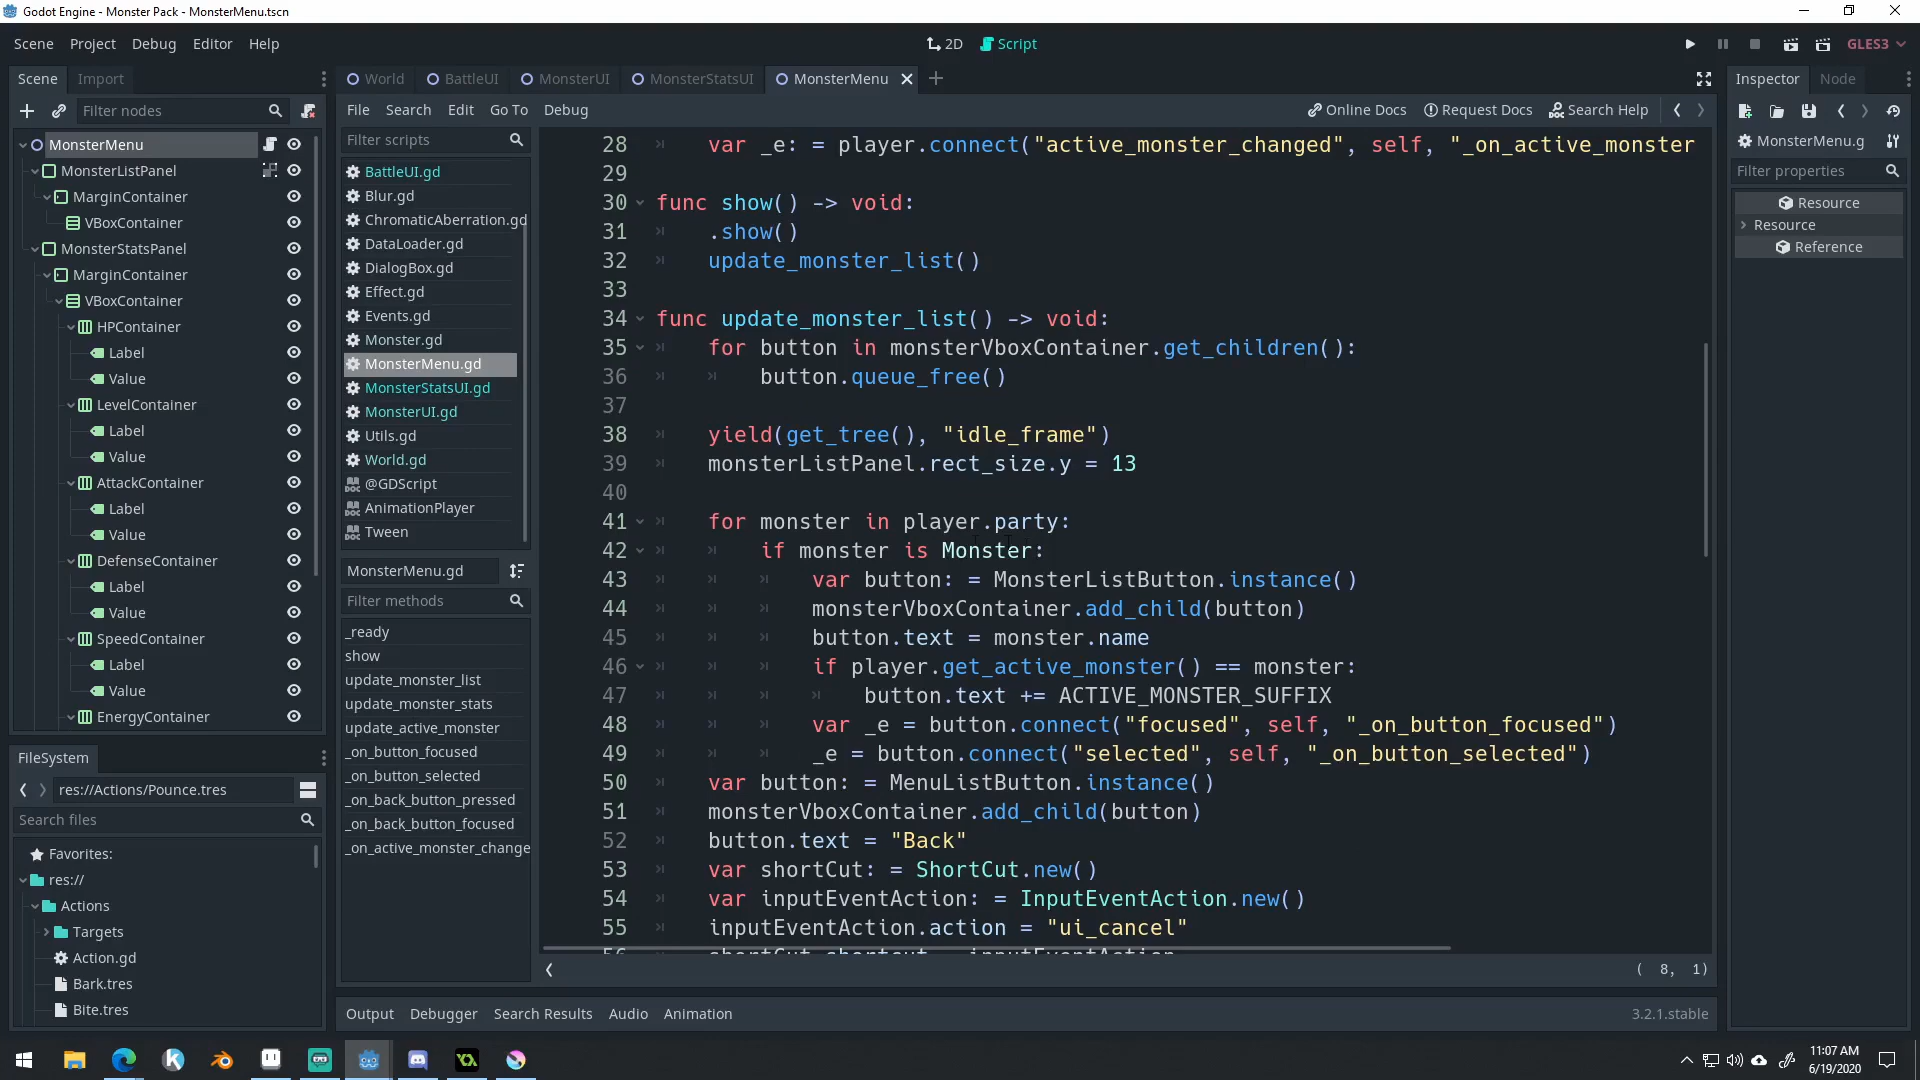 Godot Engine - Monster Pack - MonsterMenu.tscn
Scene Project Debug Editor Help
2D Script
GLES3
Scene Import
Filter nodes
MonsterMenu
MonsterListPanel
MarginContainer
VBoxContainer
MonsterStatsPanel
MarginContainer
VBoxContainer
HPContainer
Label
Value
LevelContainer
Label
Value
AttackContainer
Label
Value
DefenseContainer
Label
Value
SpeedContainer
Label
Value
EnergyContainer
FileSystem
res://Actions/Pounce.tres
Search files
Favorites:
res://
Actions
Targets
Action.gd
Bark.tres
Bite.tres
World BattleUI MonsterUI MonsterStatsUI MonsterMenu
File Search Edit Go To Debug
Online Docs Request Docs Search Help
Filter scripts
BattleUI.gd
Blur.gd
ChromaticAberration.gd
DataLoader.gd
DialogBox.gd
Effect.gd
Events.gd
Monster.gd
MonsterMenu.gd
MonsterStatsUI.gd
MonsterUI.gd
Utils.gd
World.gd
@GDScript
AnimationPlayer
Tween
MonsterMenu.gd
Filter methods
_ready
show
update_monster_list
update_monster_stats
update_active_monster
_on_button_focused
_on_button_selected
_on_back_button_pressed
_on_back_button_focused
_on_active_monster_change
28 var _e: = player.connect("active_monster_changed", self, "_on_active_monster
29
30 func show() -> void:
31 .show()
32 update_monster_list()
33
34 func update_monster_list() -> void:
35 for button in monsterVboxContainer.get_children():
36 button.queue_free()
37
38 yield(get_tree(), "idle_frame")
39 monsterListPanel.rect_size.y = 13
40
41 for monster in player.party:
42 if monster is Monster:
43 var button: = MonsterListButton.instance()
44 monsterVboxContainer.add_child(button)
45 button.text = monster.name
46 if player.get_active_monster() == monster:
47 button.text += ACTIVE_MONSTER_SUFFIX
48 var _e = button.connect("focused", self, "_on_button_focused")
49 _e = button.connect("selected", self, "_on_button_selected")
50 var button: = MenuListButton.instance()
51 monsterVboxContainer.add_child(button)
52 button.text = "Back"
53 var shortCut: = ShortCut.new()
54 var inputEventAction: = InputEventAction.new()
55 inputEventAction.action = "ui_cancel"
56 shortCut.shortcut = inputEventAction
( 8, 1)
Output Debugger Search Results Audio Animation
3.2.1.stable
Inspector Node
MonsterMenu.g
Filter properties
Resource
Resource
Reference
11:07 AM
6/19/2020